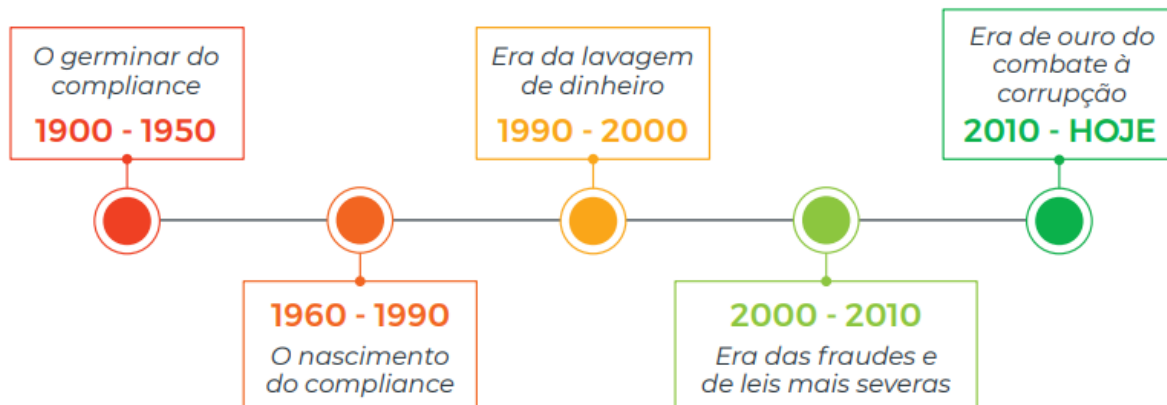 O germinar do
compliance
1900 - 1950
1960 - 1990
O nascimento
do compliance
Era da lavagem
de dinheiro
1990 - 2000
2000 - 2010
Era das fraudes e
de leis mais severas
Era de ouro do
combate à
corrupção
2010 - HOJE